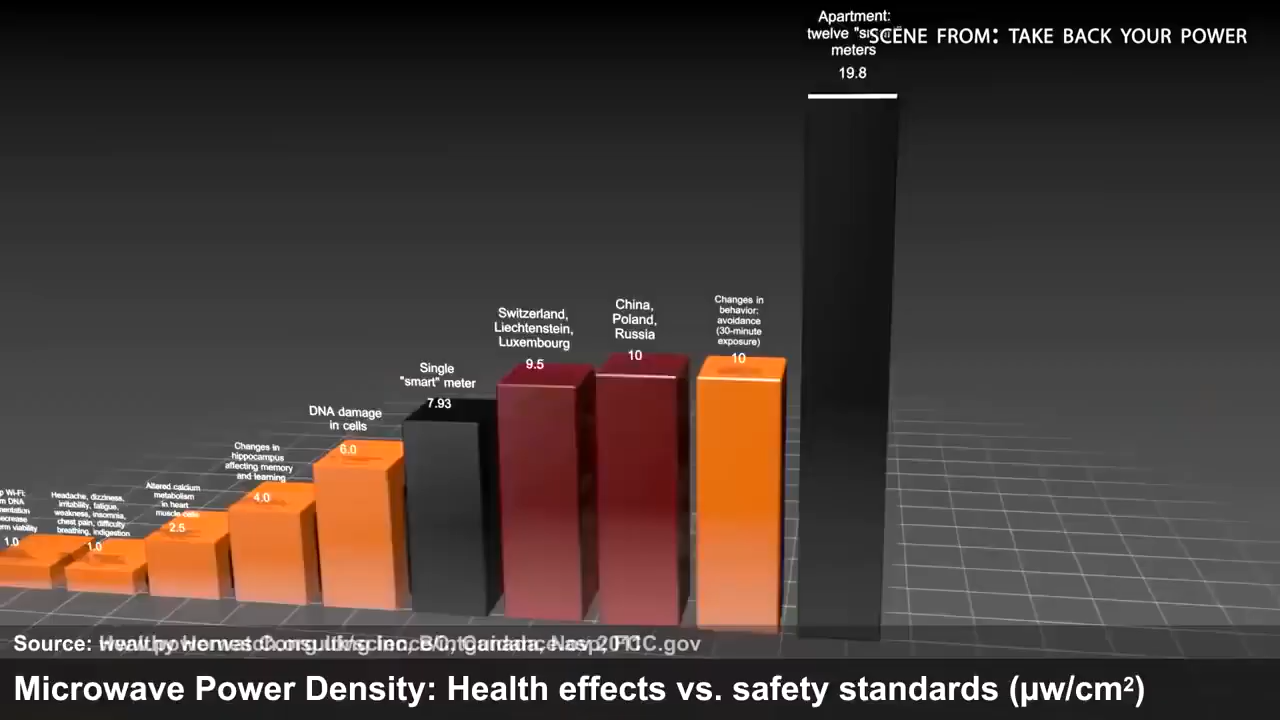 Apartment:
twelve "smart"
meters
19.8
SCENE FROM: TAKE BACK YOUR POWER
Changes in
behavior:
avoidance
(30-minute
exposure)
10
China,
Poland,
Russia
10
Switzerland,
Liechtenstein,
Luxembourg
9.5
Single
"smart" meter
7.93
DNA damage
in cells
6.0
Changes in
hippocampus
affecting memory
and learning
4.0
Altered calcium
metabolism
in heart
muscle cells
2.5
Headache, dizziness,
irritability, fatigue,
weakness, insomnia,
chest pain, difficulty
breathing, indigestion
1.0
Wi-Fi:
DNA
1.0
Source:
Microwave Power Density: Health effects vs. safety standards (µw/cm²)